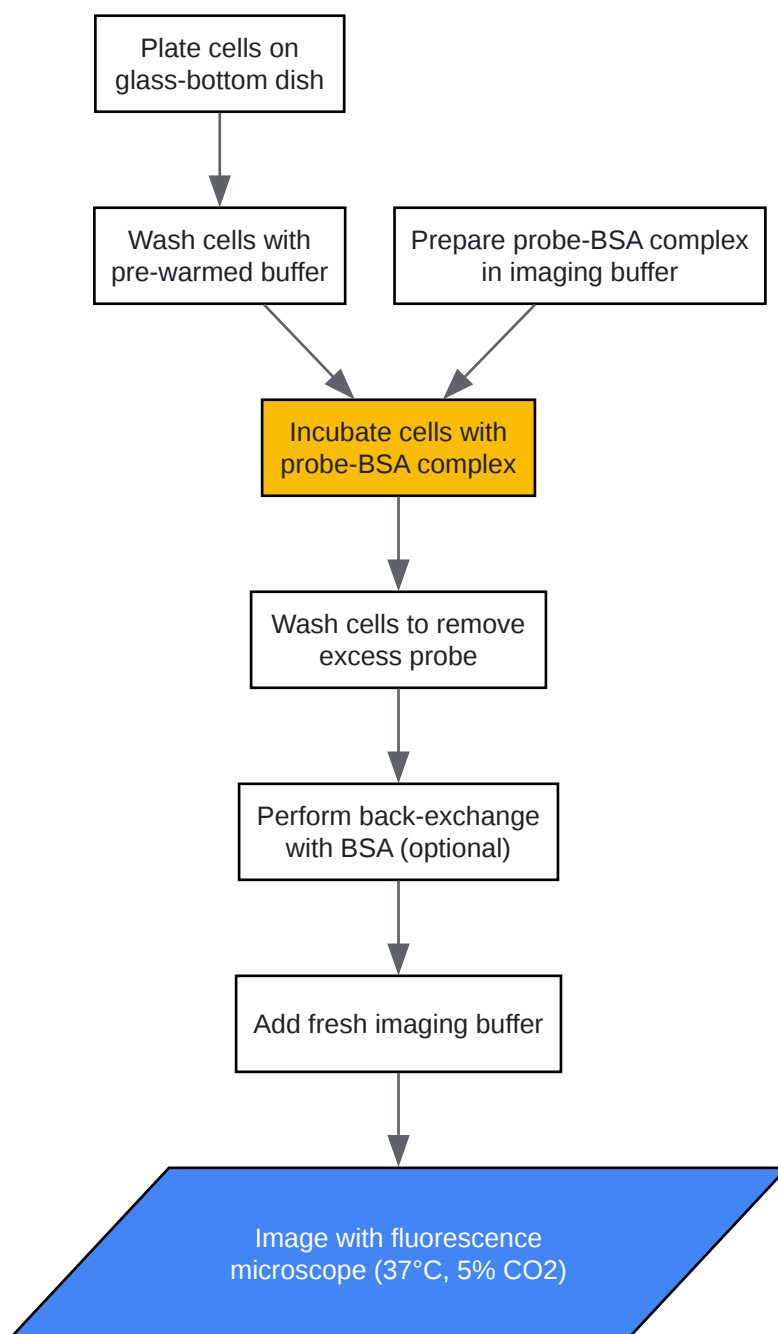 Plate cells on
glass-bottom dish
Wash cells with
pre-warmed buffer
Prepare probe-BSA complex
in imaging buffer
Incubate cells with
probe-BSA complex
Wash cells to remove
excess probe
Perform back-exchange
with BSA (optional)
Add fresh imaging buffer
Image with fluorescence
microscope (37°C, 5% CO2)